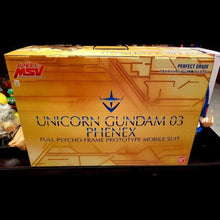 MSV
PERFECT GRADE
UNICORN GUNDAM 03
PHENEX
FULL PSYCHO-FRAME PROTOTYPE MOBILE SUIT